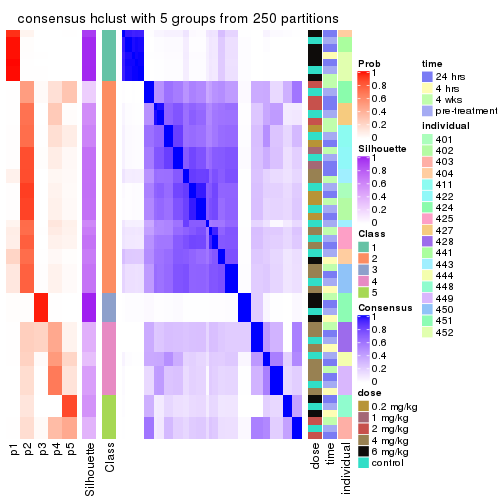 consensus hclust with 5 groups from 250 partitions
p1
p2
p3
p4
p5
Silhouette
Class
dose
time
individual
Prob
1
0.8
0.6
0.4
0.2
0
Silhouette
1
0.8
0.6
0.4
0.2
0
Class
1
2
3
4
5
Consensus
1
0.8
0.6
0.4
0.2
0
dose
0.2 mg/kg
1 mg/kg
2 mg/kg
4 mg/kg
6 mg/kg
control
time
24 hrs
4 hrs
4 wks
pre-treatment
individual
401
402
403
404
411
422
424
425
427
428
441
443
444
448
449
450
451
452